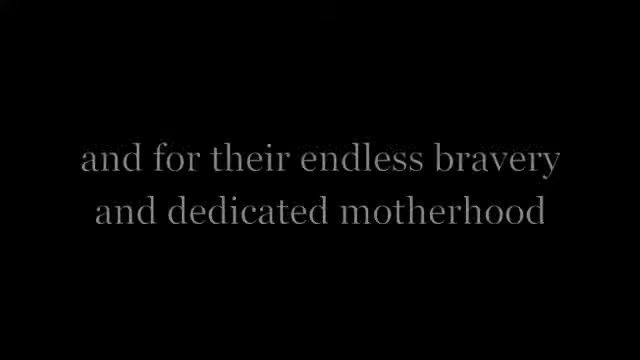 and for their endless bravery
and dedicated motherhood